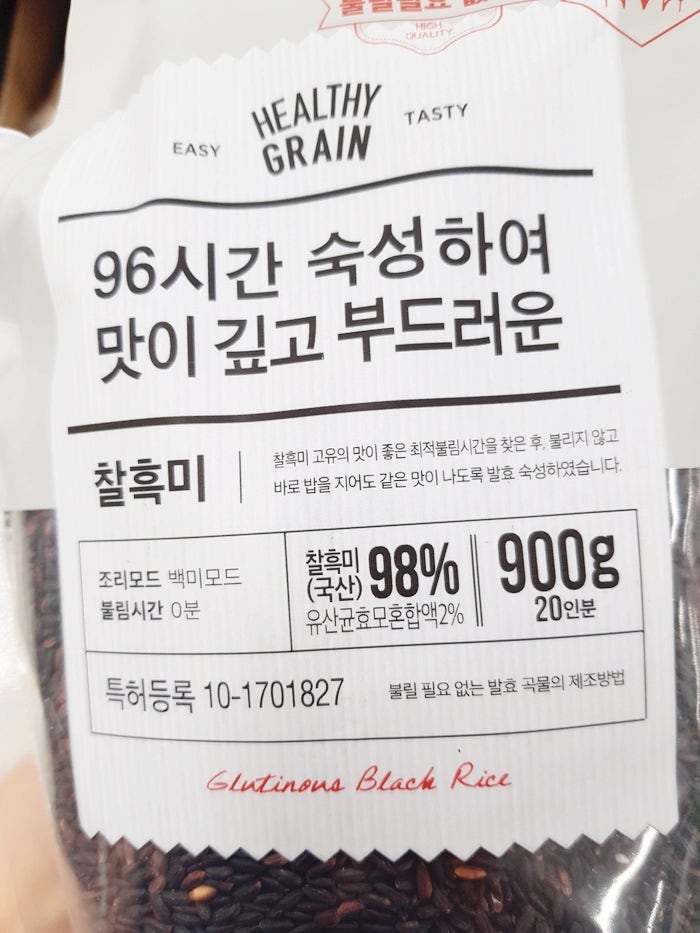 HIGH
QUALITY
EASY
HEALTHY
GRAIN
TASTY
96시간 숙성하여
맛이 깊고 부드러운
찰흑미
찰흑미 고유의 맛이 좋은 최적불림시간을 찾은 후, 불리지 않고
바로 밥을 지어도 같은 맛이 나도록 발효 숙성하였습니다.
조리모드 백미모드
불림시간 0분
찰흑미
(국산) 98%
유산균효모혼합액2%
900g
20인분
특허등록 10-1701827
불릴 필요 없는 발효 곡물의 제조방법
Glutinous Black Rice